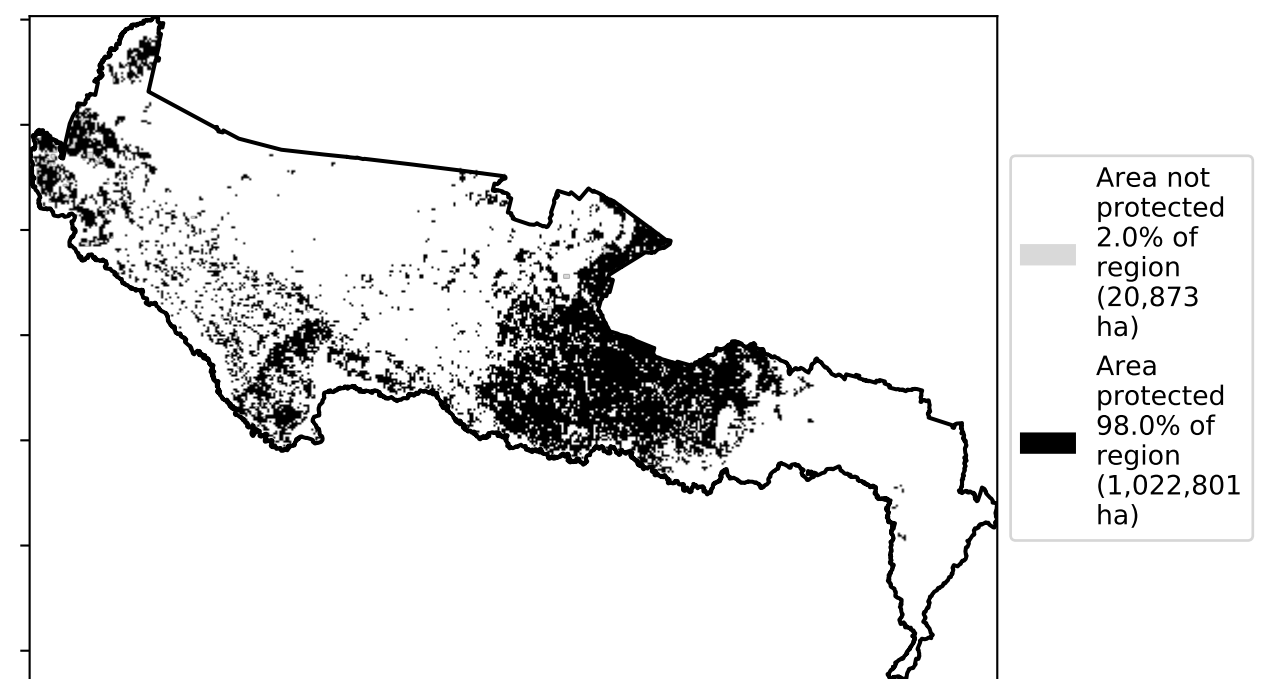 Area not
protected
2.0% of
region
(20,873
ha)
Area
protected
98.0% of
region
(1,022,801
ha)